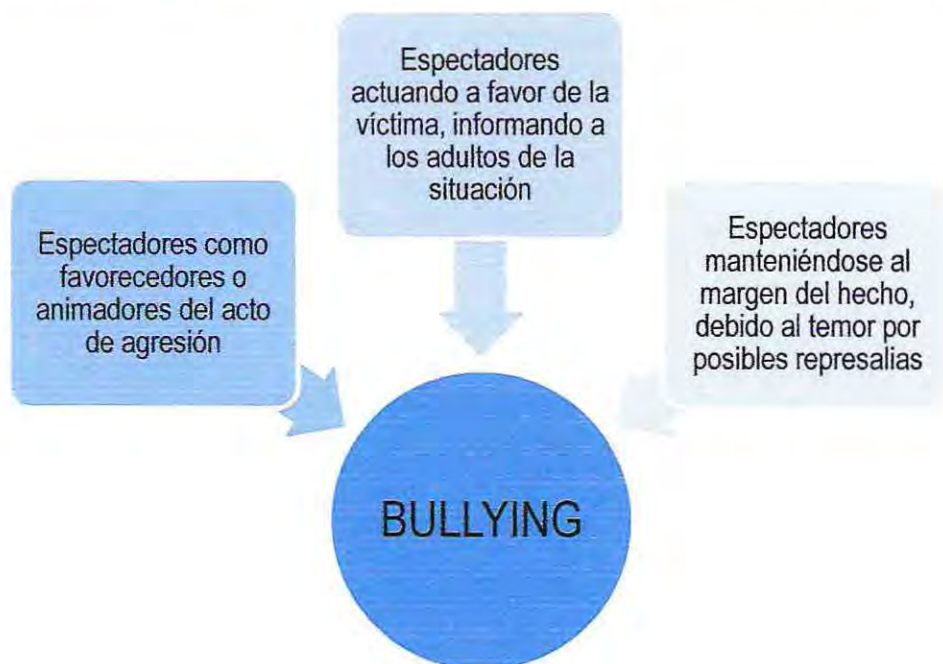 Espectadores
actuando a favor de la
víctima, informando a
los adultos de la
situación
Espectadores como
favorecedores o
animadores del acto
de agresión
Espectadores
manteniéndose al
margen del hecho,
debido al temor por
posibles represalias
BULLYING